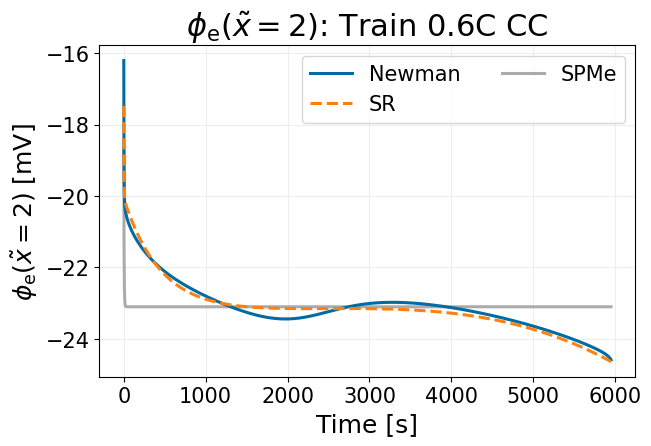 ϕₑ(x̃ = 2): Train 0.6C CC
−16
−18
−20
−22
−24
ϕₑ(x̃ = 2) [mV]
Newman
SR
SPMe
0 1000 2000 3000 4000 5000 6000
Time [s]